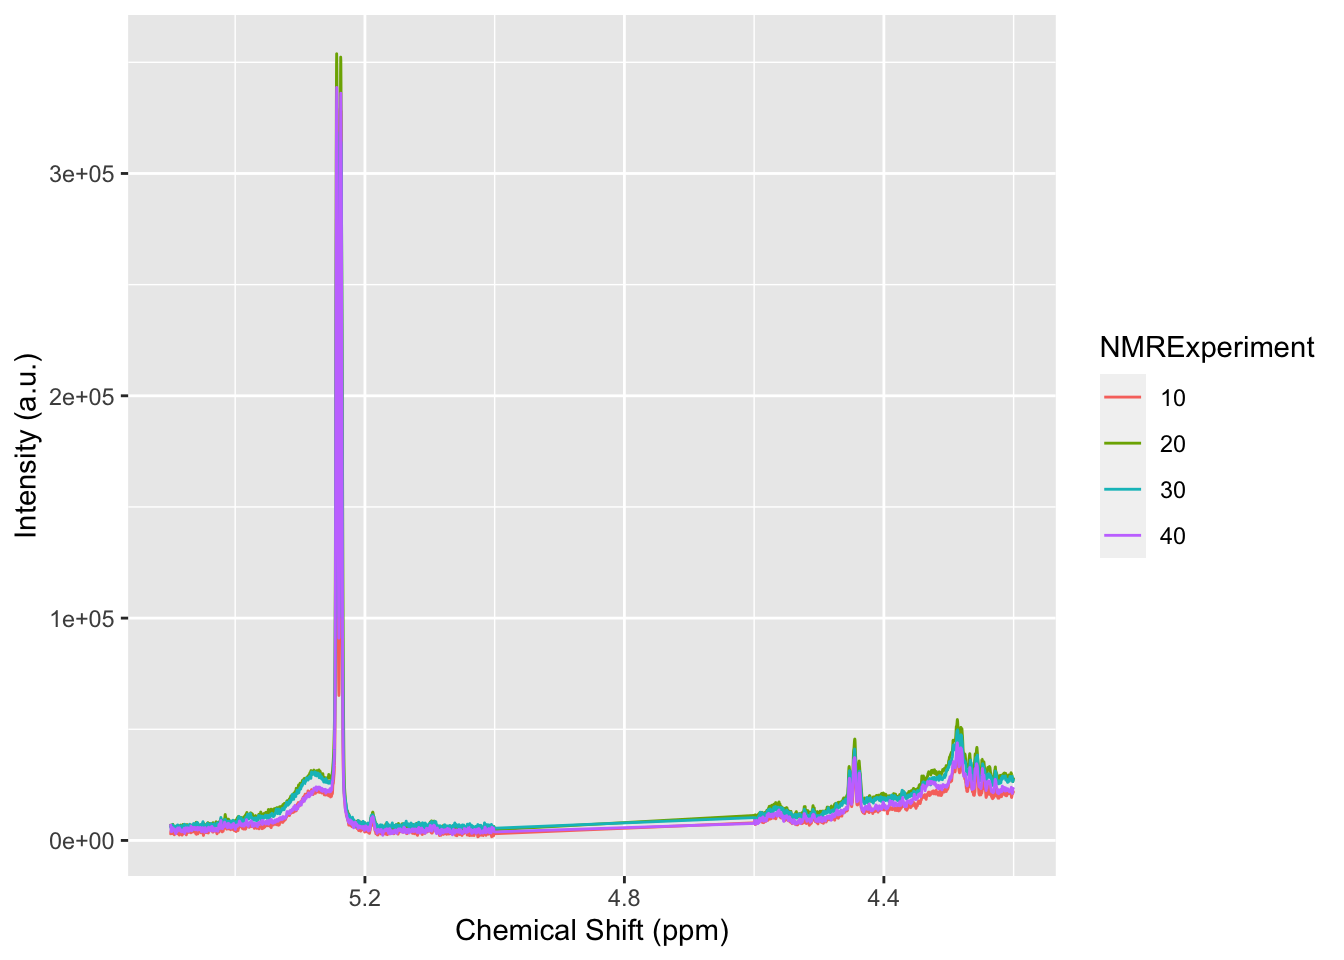 3e+05
2e+05
1e+05
0e+00
Intensity (a.u.)
5.2 4.8 4.4
Chemical Shift (ppm)
NMRExperiment
10
20
30
40